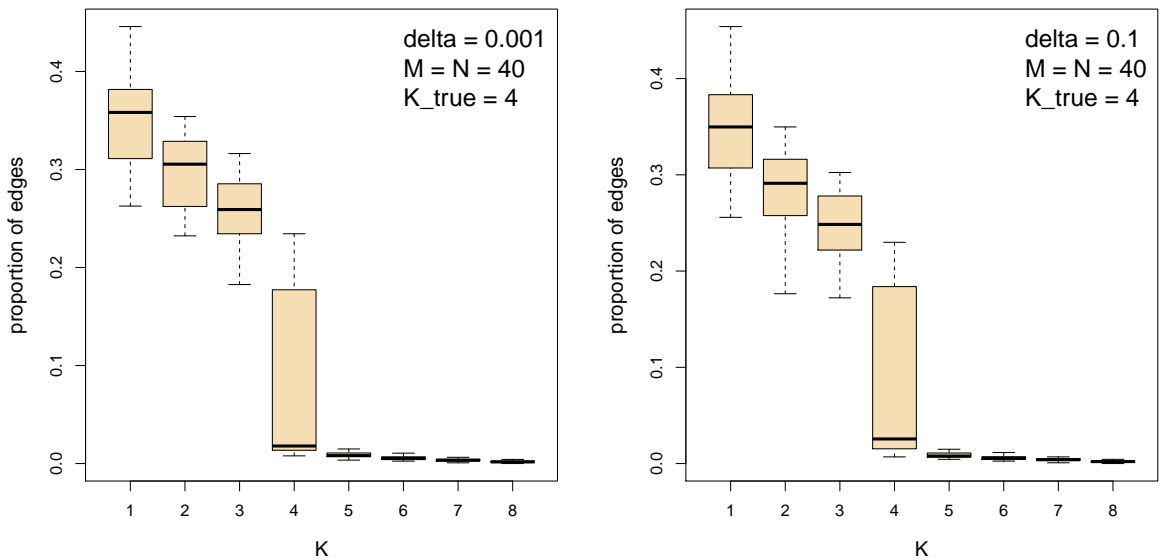 delta = 0.001
M = N = 40
K_true = 4
proportion of edges
0.4
0.3
0.2
0.1
0.0
1 2 3 4 5 6 7 8
K
delta = 0.1
M = N = 40
K_true = 4
proportion of edges
0.4
0.3
0.2
0.1
0.0
1 2 3 4 5 6 7 8
K